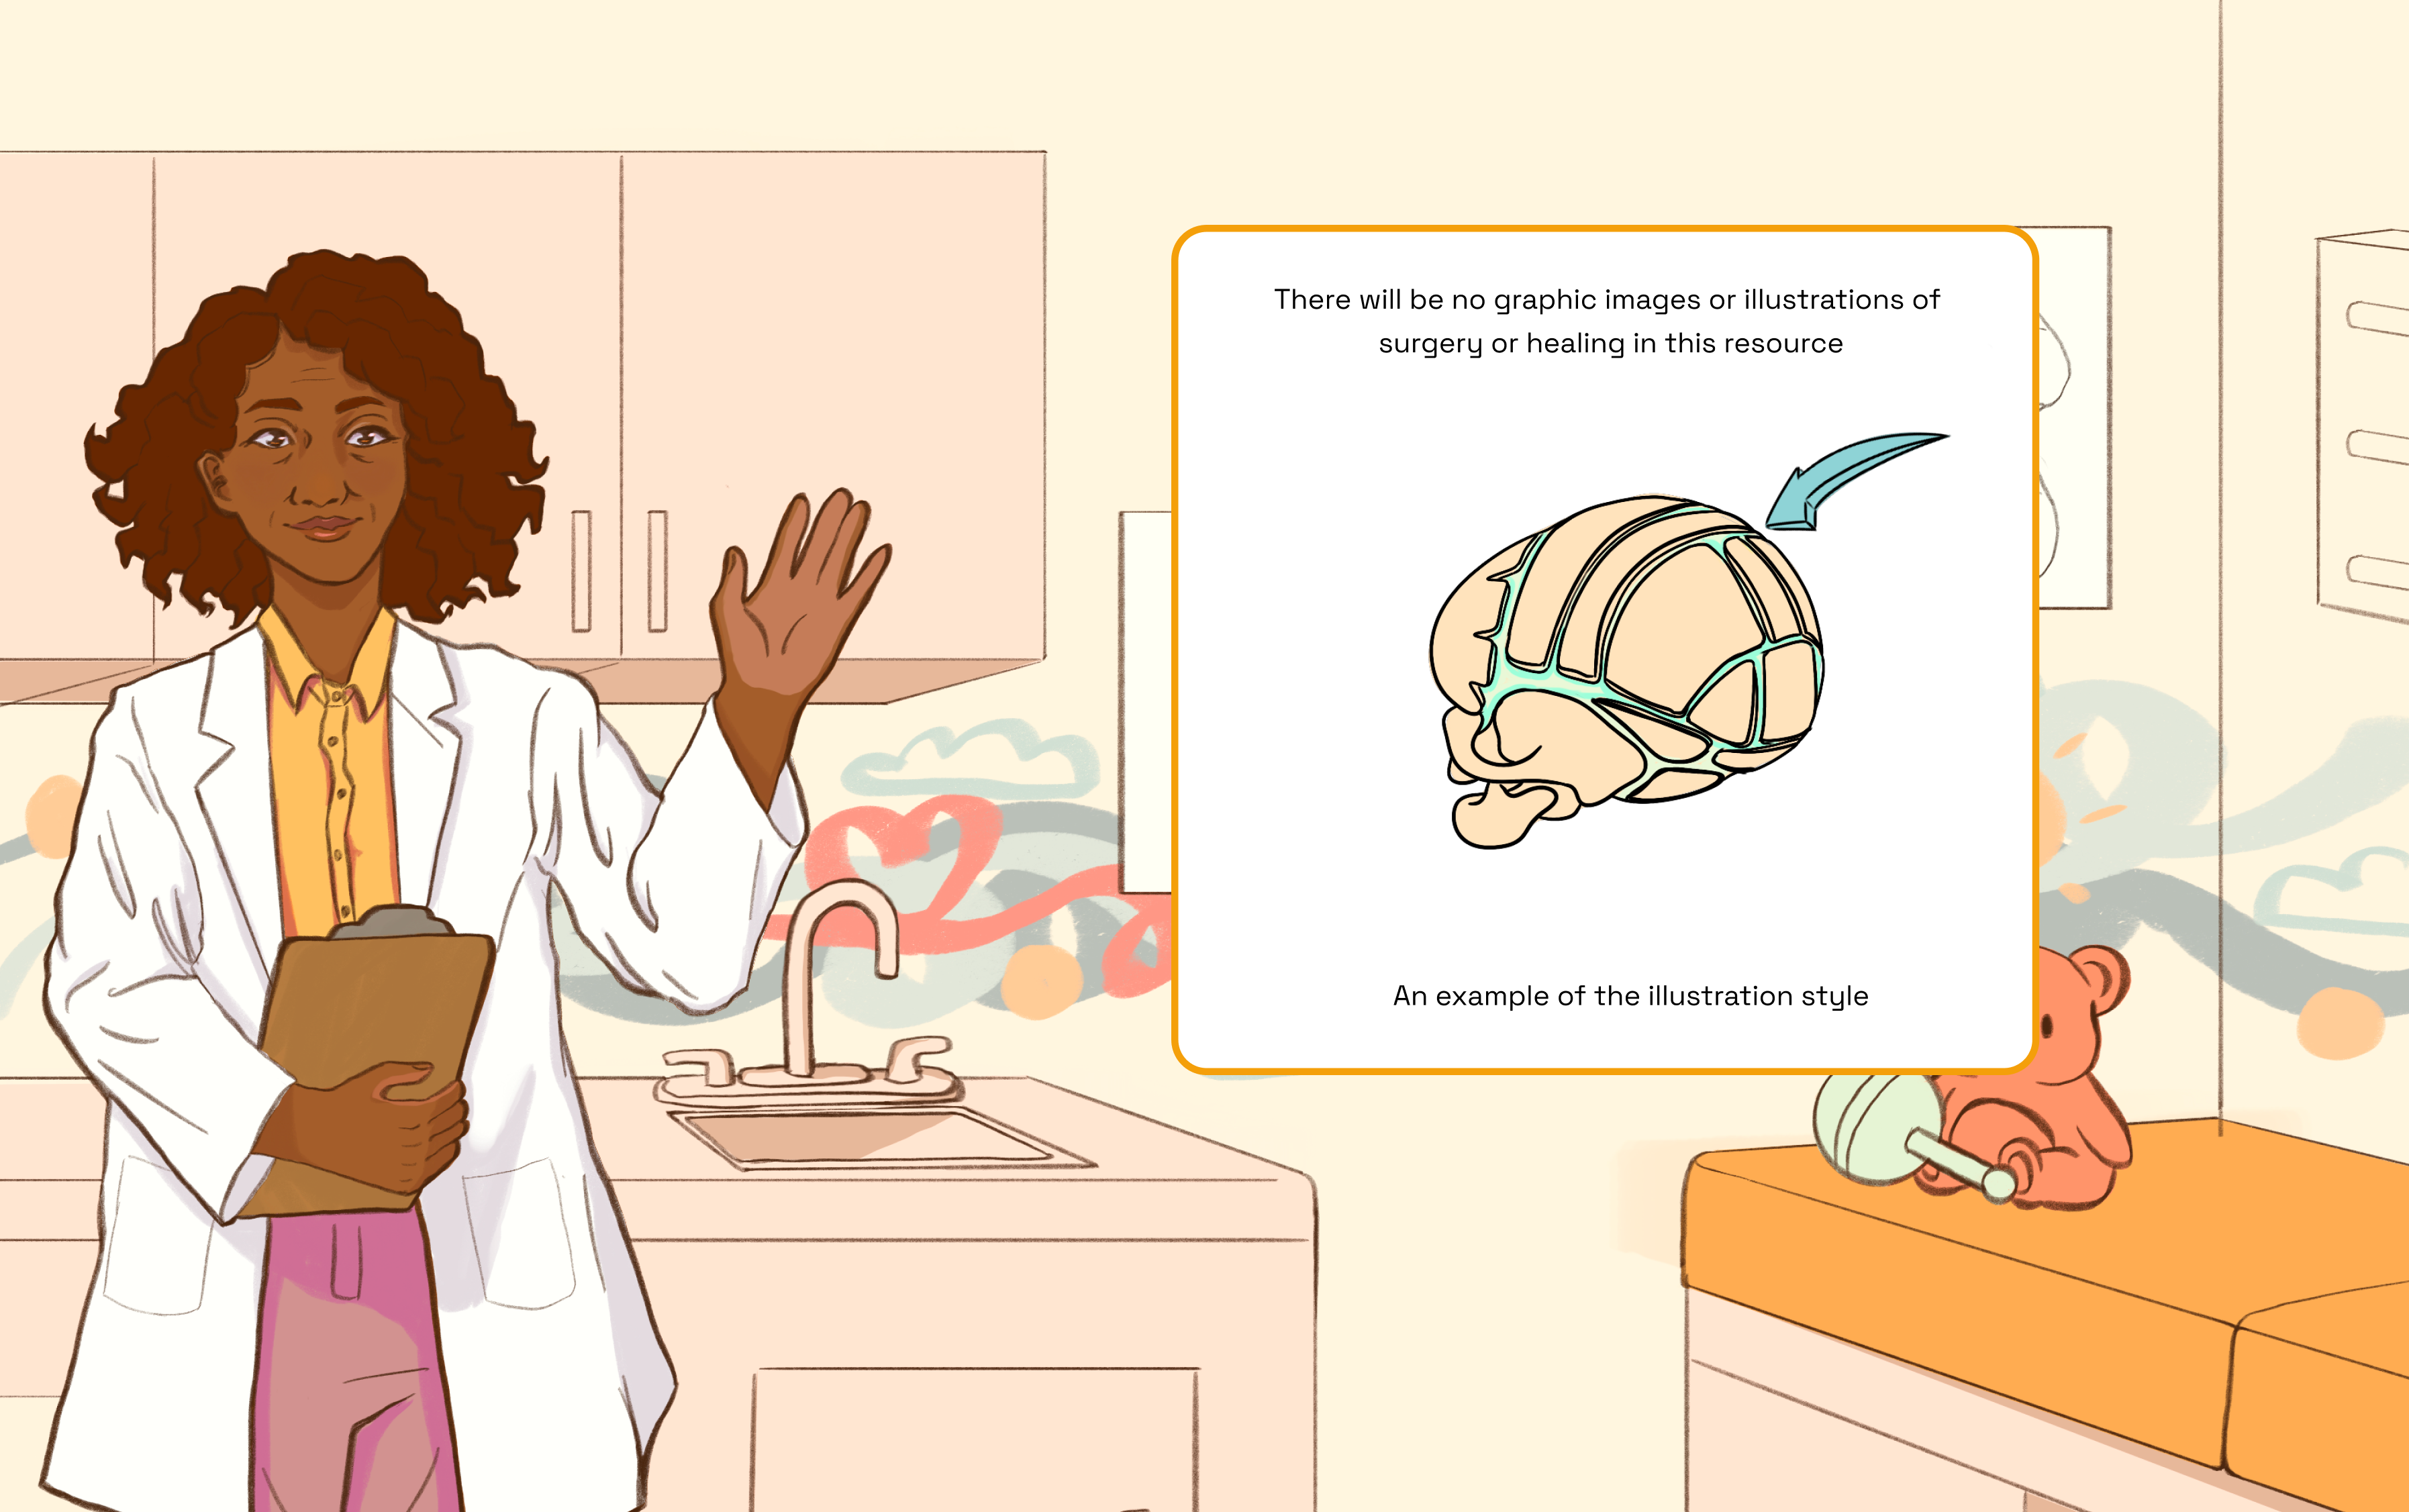 There will be no graphic images or illustrations of
surgery or healing in this resource
An example of the illustration style